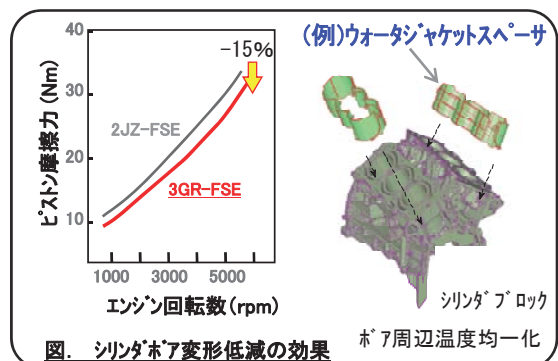 40
30
20
10
ピストン摩擦力(Nm)
-15%
2JZ-FSE
3GR-FSE
1000 3000 5000
エンジン回転数(rpm)
図. シリンダボア変形低減の効果
(例)ウォータジャケットスペーサ
シリンダブロック
ボア周辺温度均一化